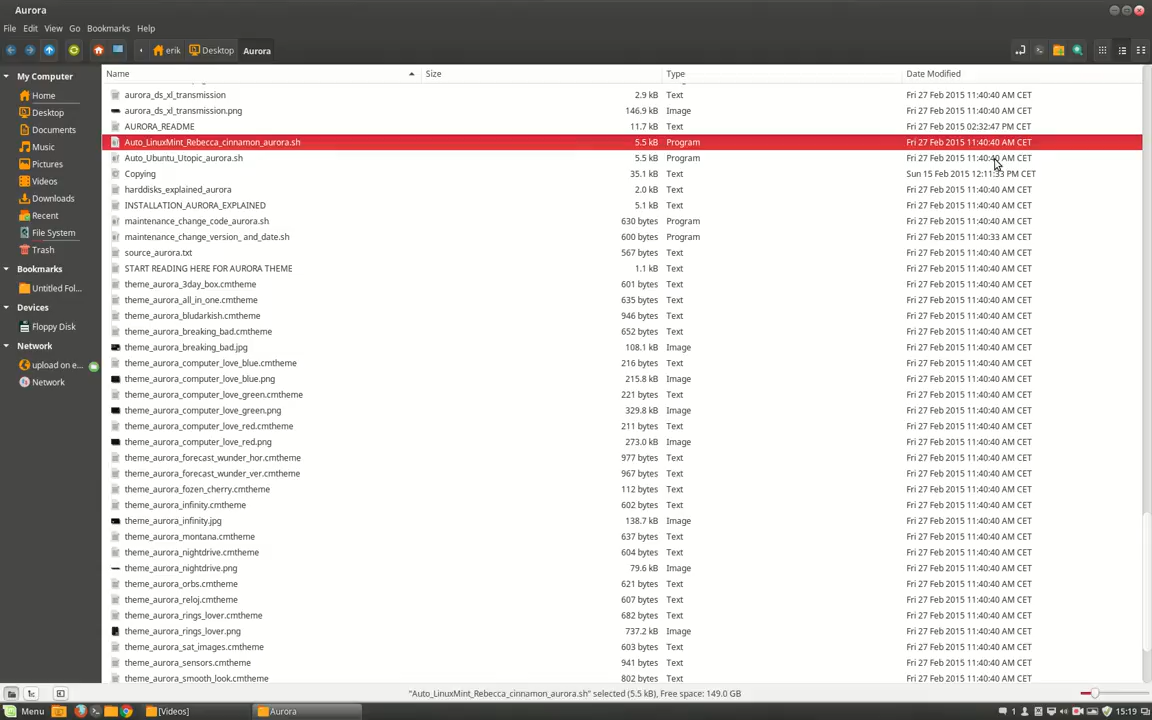 Aurora
File Edit View Go Bookmarks Help
erik Desktop Aurora
My Computer
Home
Desktop
Documents
Music
Pictures
Videos
Downloads
Recent
File System
Trash
Bookmarks
Untitled Fol...
Devices
Floppy Disk
Network
upload on e...
Network
Name Size Type Date Modified
aurora_ds_xl_transmission 2.9 kB Text Fri 27 Feb 2015 11:40:40 AM CET
aurora_ds_xl_transmission.png 146.9 kB Image Fri 27 Feb 2015 11:40:40 AM CET
AURORA_README 11.7 kB Text Fri 27 Feb 2015 02:32:47 PM CET
Auto_LinuxMint_Rebecca_cinnamon_aurora.sh 5.5 kB Program Fri 27 Feb 2015 11:40:40 AM CET
Auto_Ubuntu_Utopic_aurora.sh 5.5 kB Program Fri 27 Feb 2015 11:40:40 AM CET
Copying 35.1 kB Text Sun 15 Feb 2015 12:11:33 PM CET
harddisks_explained_aurora 2.0 kB Text Fri 27 Feb 2015 11:40:40 AM CET
INSTALLATION_AURORA_EXPLAINED 5.1 kB Text Fri 27 Feb 2015 11:40:40 AM CET
maintenance_change_code_aurora.sh 630 bytes Program Fri 27 Feb 2015 11:40:40 AM CET
maintenance_change_version_ and_date.sh 600 bytes Program Fri 27 Feb 2015 11:40:33 AM CET
source_aurora.txt 567 bytes Text Fri 27 Feb 2015 11:40:40 AM CET
START READING HERE FOR AURORA THEME 1.1 kB Text Fri 27 Feb 2015 11:40:40 AM CET
theme_aurora_3day_box.cmtheme 601 bytes Text Fri 27 Feb 2015 11:40:40 AM CET
theme_aurora_all_in_one.cmtheme 635 bytes Text Fri 27 Feb 2015 11:40:40 AM CET
theme_aurora_bludarkish.cmtheme 946 bytes Text Fri 27 Feb 2015 11:40:40 AM CET
theme_aurora_breaking_bad.cmtheme 652 bytes Text Fri 27 Feb 2015 11:40:40 AM CET
theme_aurora_breaking_bad.jpg 108.1 kB Image Fri 27 Feb 2015 11:40:40 AM CET
theme_aurora_computer_love_blue.cmtheme 216 bytes Text Fri 27 Feb 2015 11:40:40 AM CET
theme_aurora_computer_love_blue.png 215.8 kB Image Fri 27 Feb 2015 11:40:40 AM CET
theme_aurora_computer_love_green.cmtheme 221 bytes Text Fri 27 Feb 2015 11:40:40 AM CET
theme_aurora_computer_love_green.png 329.8 kB Image Fri 27 Feb 2015 11:40:40 AM CET
theme_aurora_computer_love_red.cmtheme 211 bytes Text Fri 27 Feb 2015 11:40:40 AM CET
theme_aurora_computer_love_red.png 273.0 kB Image Fri 27 Feb 2015 11:40:40 AM CET
theme_aurora_forecast_wunder_hor.cmtheme 977 bytes Text Fri 27 Feb 2015 11:40:40 AM CET
theme_aurora_forecast_wunder_ver.cmtheme 967 bytes Text Fri 27 Feb 2015 11:40:40 AM CET
theme_aurora_fozen_cherry.cmtheme 112 bytes Text Fri 27 Feb 2015 11:40:40 AM CET
theme_aurora_infinity.cmtheme 602 bytes Text Fri 27 Feb 2015 11:40:40 AM CET
theme_aurora_infinity.jpg 138.7 kB Image Fri 27 Feb 2015 11:40:40 AM CET
theme_aurora_montana.cmtheme 637 bytes Text Fri 27 Feb 2015 11:40:40 AM CET
theme_aurora_nightdrive.cmtheme 604 bytes Text Fri 27 Feb 2015 11:40:40 AM CET
theme_aurora_nightdrive.png 79.6 kB Image Fri 27 Feb 2015 11:40:40 AM CET
theme_aurora_orbs.cmtheme 621 bytes Text Fri 27 Feb 2015 11:40:40 AM CET
theme_aurora_reloj.cmtheme 607 bytes Text Fri 27 Feb 2015 11:40:40 AM CET
theme_aurora_rings_lover.cmtheme 682 bytes Text Fri 27 Feb 2015 11:40:40 AM CET
theme_aurora_rings_lover.png 737.2 kB Image Fri 27 Feb 2015 11:40:40 AM CET
theme_aurora_sat_images.cmtheme 603 bytes Text Fri 27 Feb 2015 11:40:40 AM CET
theme_aurora_sensors.cmtheme 941 bytes Text Fri 27 Feb 2015 11:40:40 AM CET
theme_aurora_smooth_look.cmtheme 802 bytes Text Fri 27 Feb 2015 11:40:40 AM CET
"Auto_LinuxMint_Rebecca_cinnamon_aurora.sh" selected (5.5 kB), Free space: 149.0 GB
Menu [Videos] Aurora 1 15:19